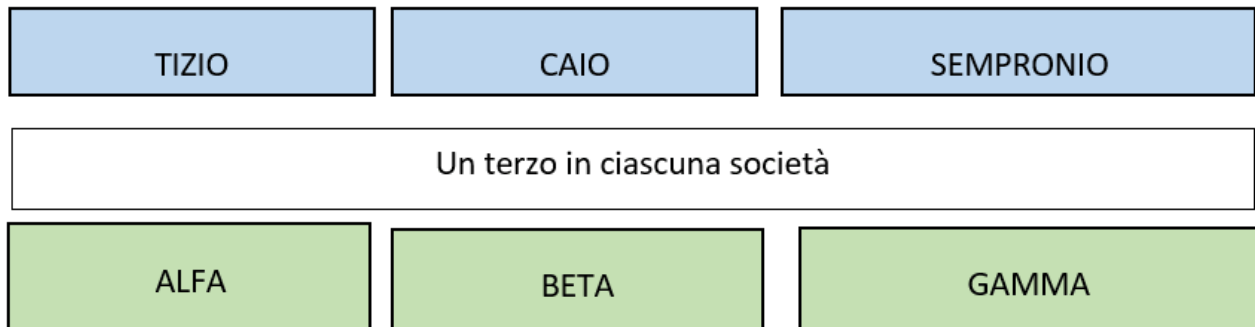 TIZIO
CAIO
SEMPRONIO
Un terzo in ciascuna società
ALFA
BETA
GAMMA